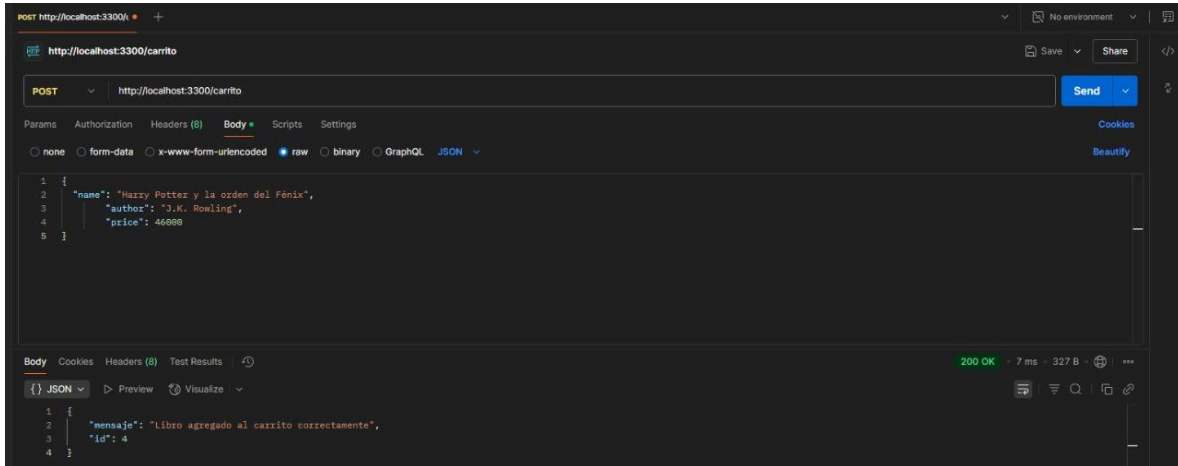 POST http://localhost:3300/c
No environment
http://localhost:3300/carrito
Save
Share
POST
http://localhost:3300/carrito
Send
Params Authorization Headers (8) Body Scripts Settings
Cookies
none form-data x-www-form-urlencoded raw binary GraphQL JSON
Beautify
1 {
2 "name": "Harry Potter y la orden del Fénix",
3 "author": "J.K. Rowling",
4 "price": 46000
5 }
Body Cookies Headers (8) Test Results
200 OK 7 ms 327 B
{} JSON Preview Visualize
1 {
2 "mensaje": "Libro agregado al carrito correctamente",
3 "id": 4
4 }